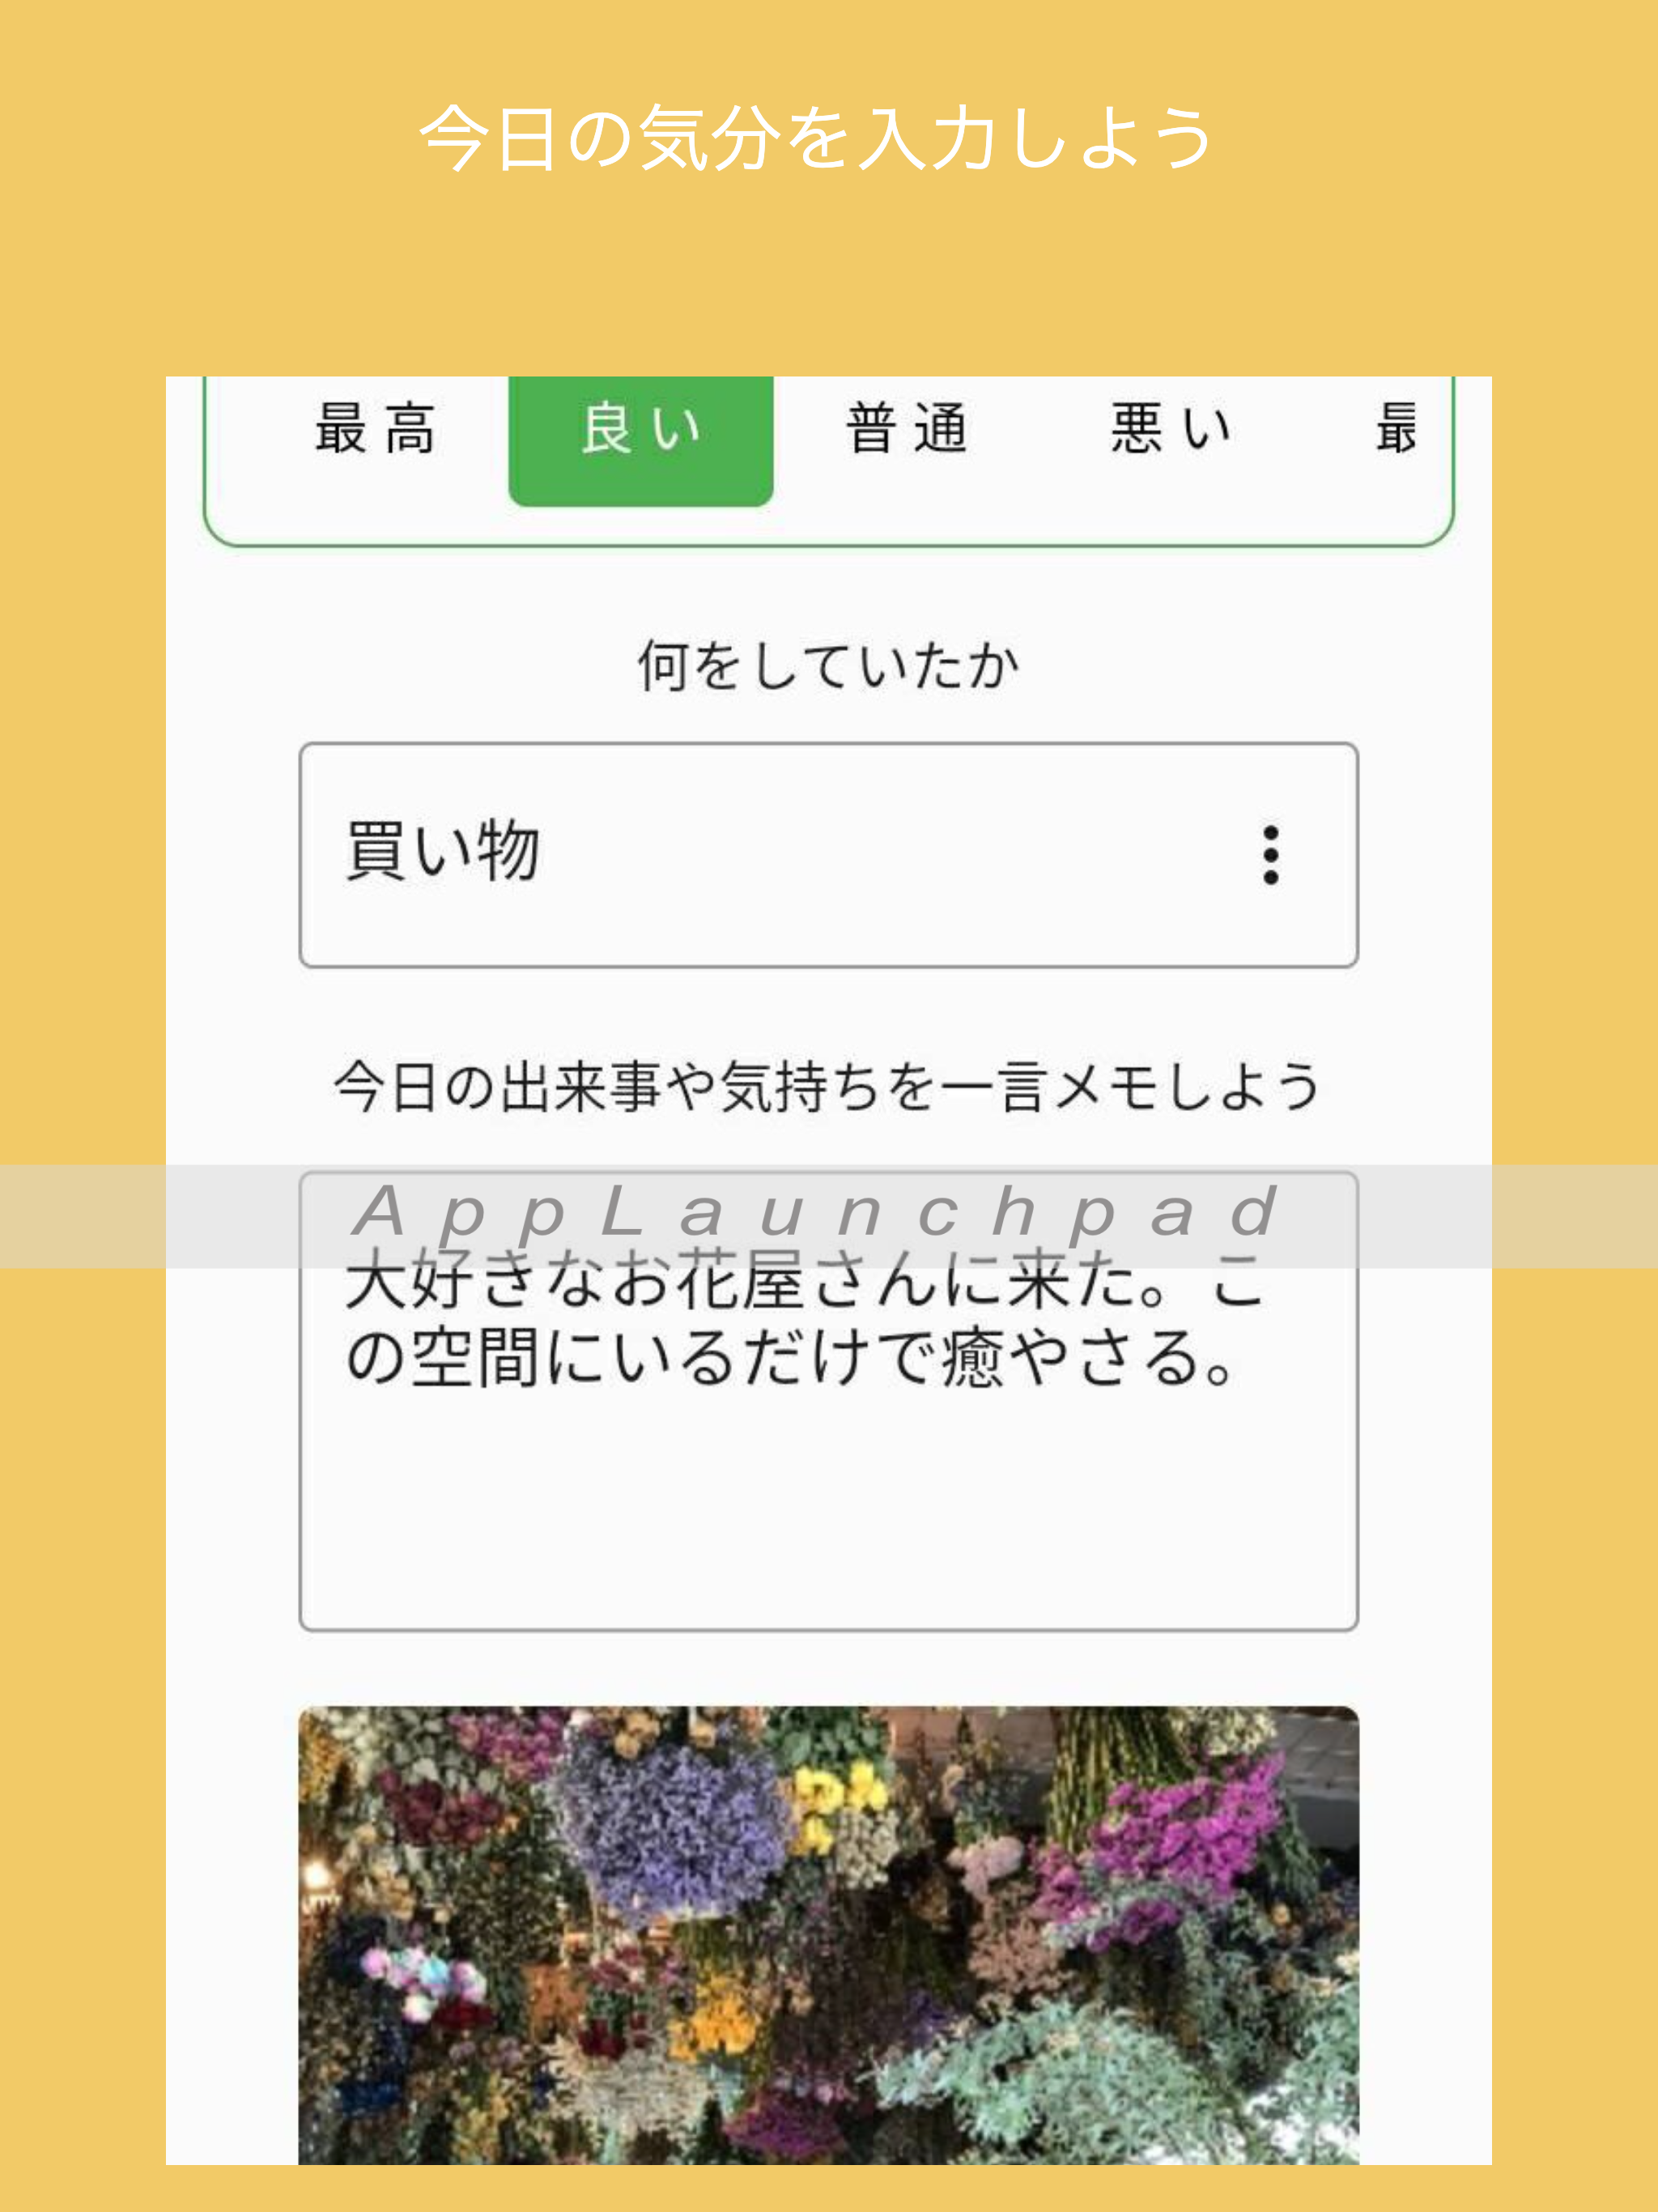 今日の気分を入力しよう
最高 良い 普通 悪い
何をしていたか
買い物
今日の出来事や気持ちを一言メモしよう
AppLaunchpad
大好きなお花屋さんに来た。こ
の空間にいるだけで癒やさる。